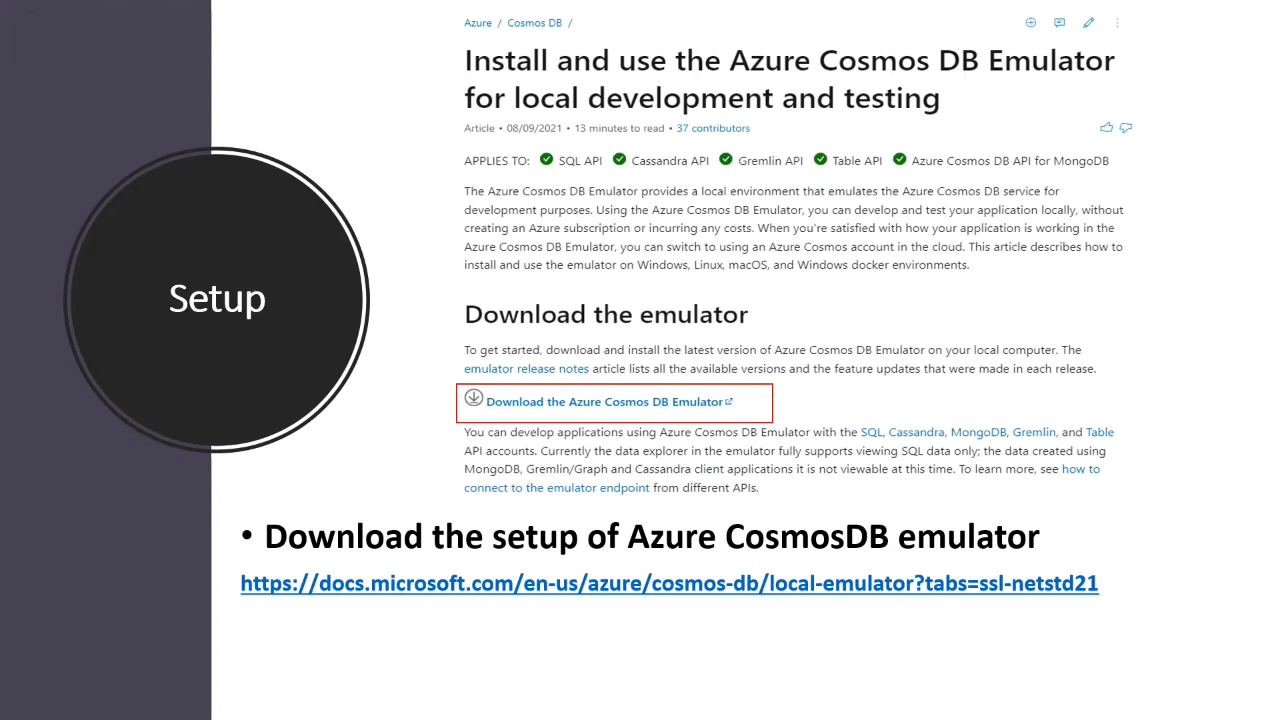 Setup
Azure / Cosmos DB /
Install and use the Azure Cosmos DB Emulator
for local development and testing
Article • 08/09/2021 • 13 minutes to read • 37 contributors
APPLIES TO: SQL API Cassandra API Gremlin API Table API Azure Cosmos DB API for MongoDB
The Azure Cosmos DB Emulator provides a local environment that emulates the Azure Cosmos DB service for
development purposes. Using the Azure Cosmos DB Emulator, you can develop and test your application locally, without
creating an Azure subscription or incurring any costs. When you're satisfied with how your application is working in the
Azure Cosmos DB Emulator, you can switch to using an Azure Cosmos account in the cloud. This article describes how to
install and use the emulator on Windows, Linux, macOS, and Windows docker environments.
Download the emulator
To get started, download and install the latest version of Azure Cosmos DB Emulator on your local computer. The
emulator release notes article lists all the available versions and the feature updates that were made in each release.
Download the Azure Cosmos DB Emulator
You can develop applications using Azure Cosmos DB Emulator with the SQL, Cassandra, MongoDB, Gremlin, and Table
API accounts. Currently the data explorer in the emulator fully supports viewing SQL data only; the data created using
MongoDB, Gremlin/Graph and Cassandra client applications it is not viewable at this time. To learn more, see how to
connect to the emulator endpoint from different APIs.
• Download the setup of Azure CosmosDB emulator
https://docs.microsoft.com/en-us/azure/cosmos-db/local-emulator?tabs=ssl-netstd21